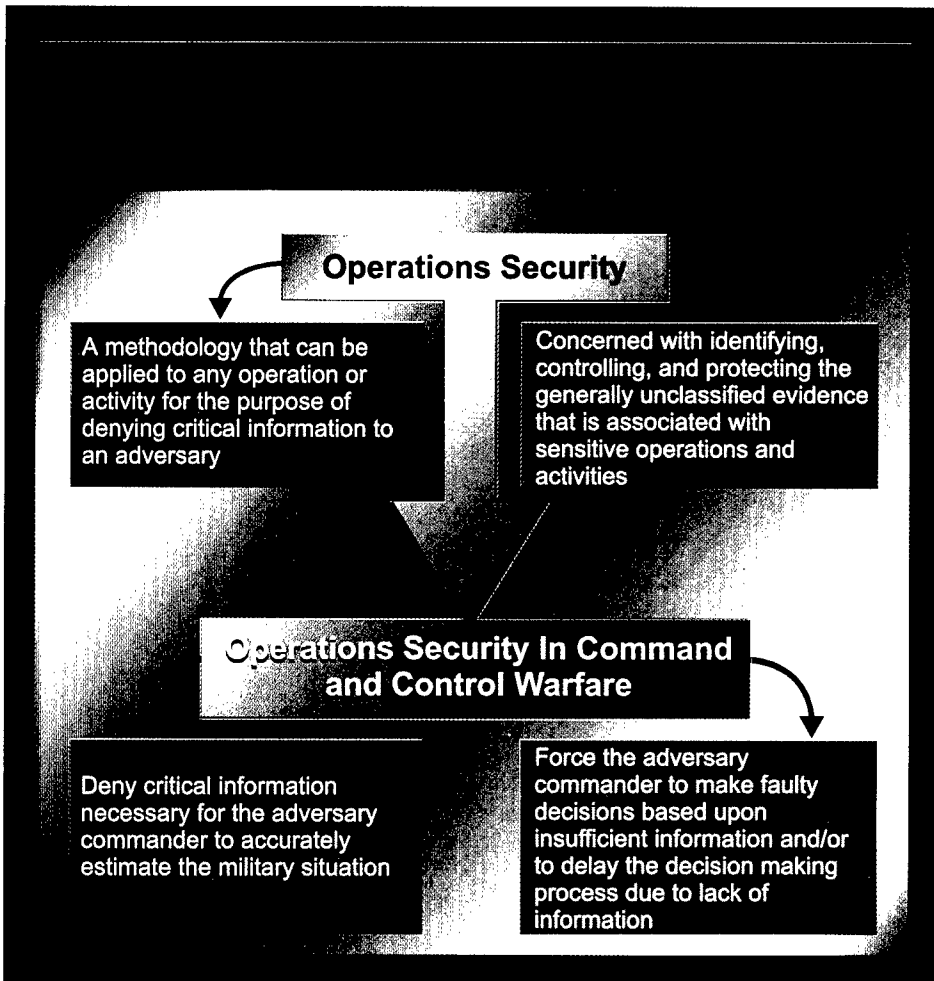 Operations Security
A methodology that can be
applied to any operation or
activity for the purpose of
denying critical information to
an adversary
Concerned with identifying,
controlling, and protecting the
generally unclassified evidence
that is associated with
sensitive operations and
activities
Operations Security In Command
and Control Warfare
Deny critical information
necessary for the adversary
commander to accurately
estimate the military situation
Force the adversary
commander to make faulty
decisions based upon
insufficient information and/or
to delay the decision making
process due to lack of
information